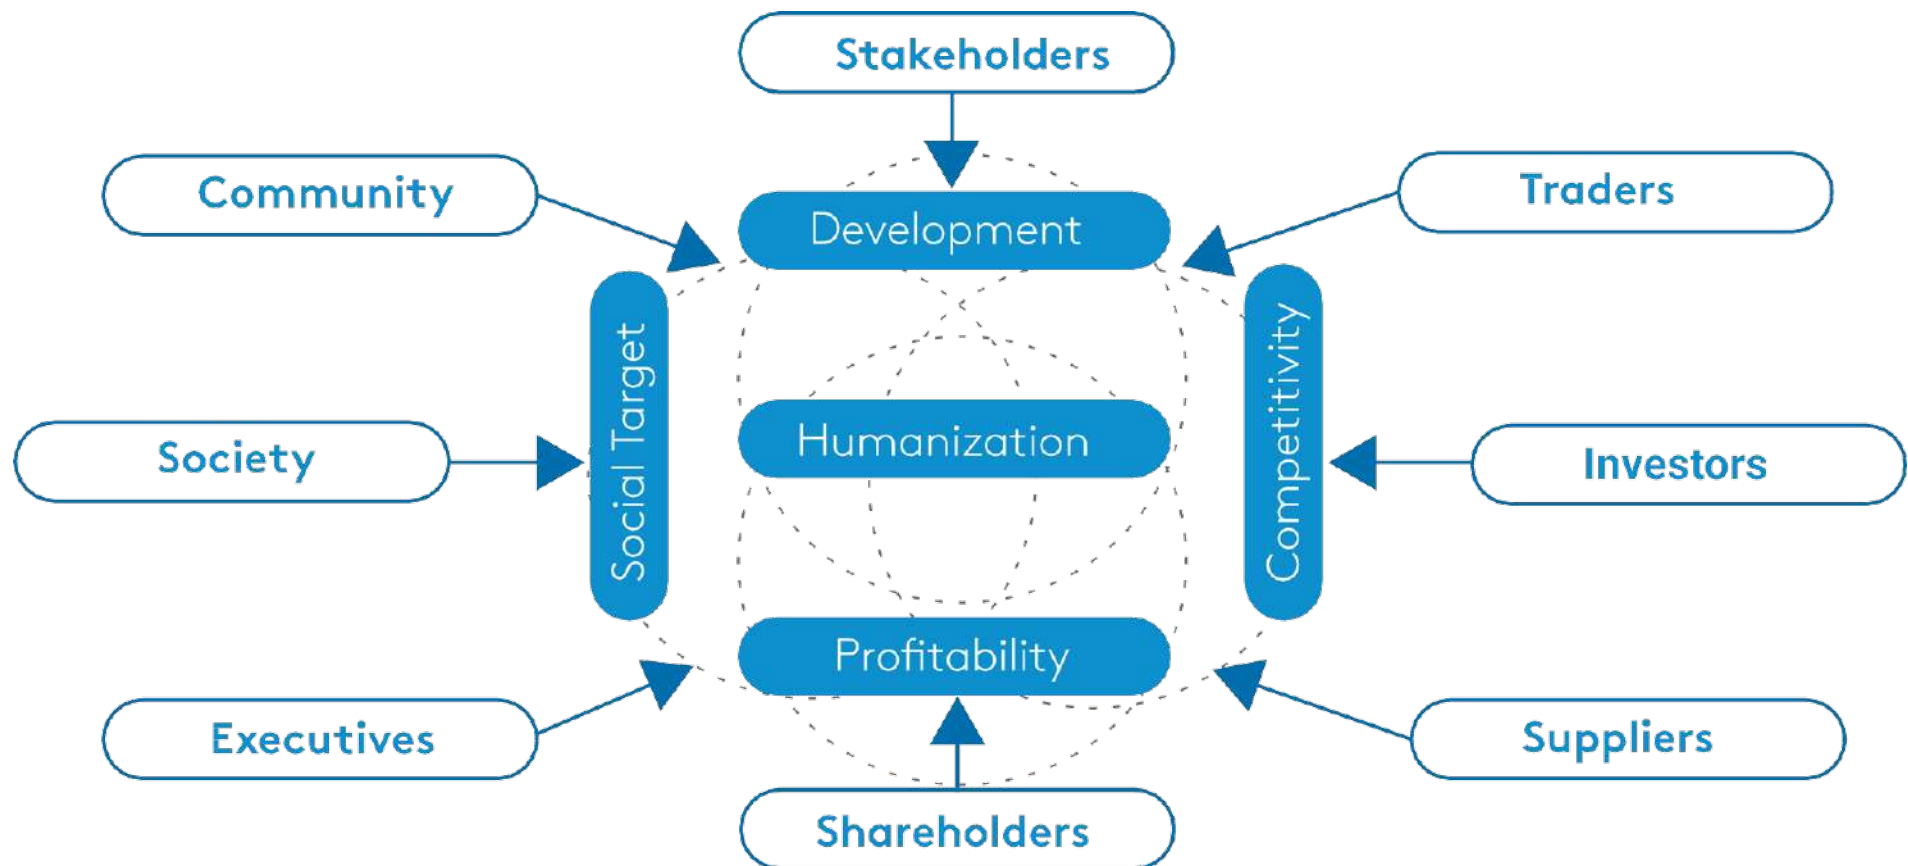 Stakeholders
Community
Traders
Development
Social Target
Competitivity
Humanization
Society
Investors
Profitability
Executives
Suppliers
Shareholders